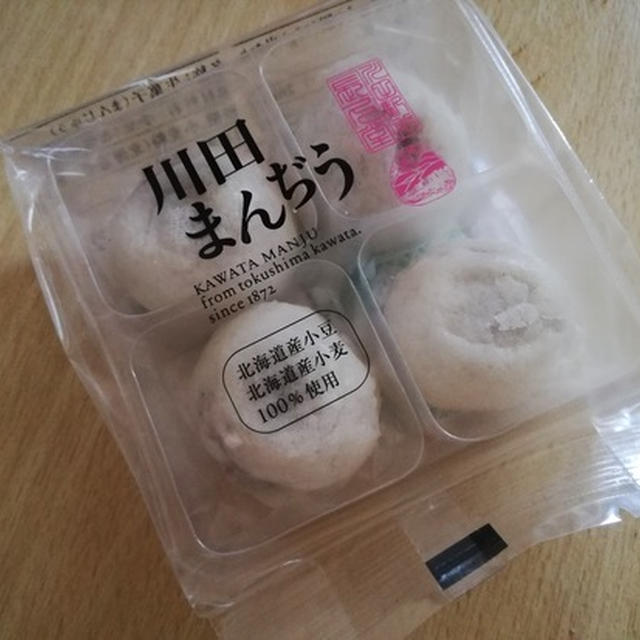 川田
まんぢう
KAWATA MANJU
from tokushima kawata.
since 1872
北海道産小豆
北海道産小麦
100%使用